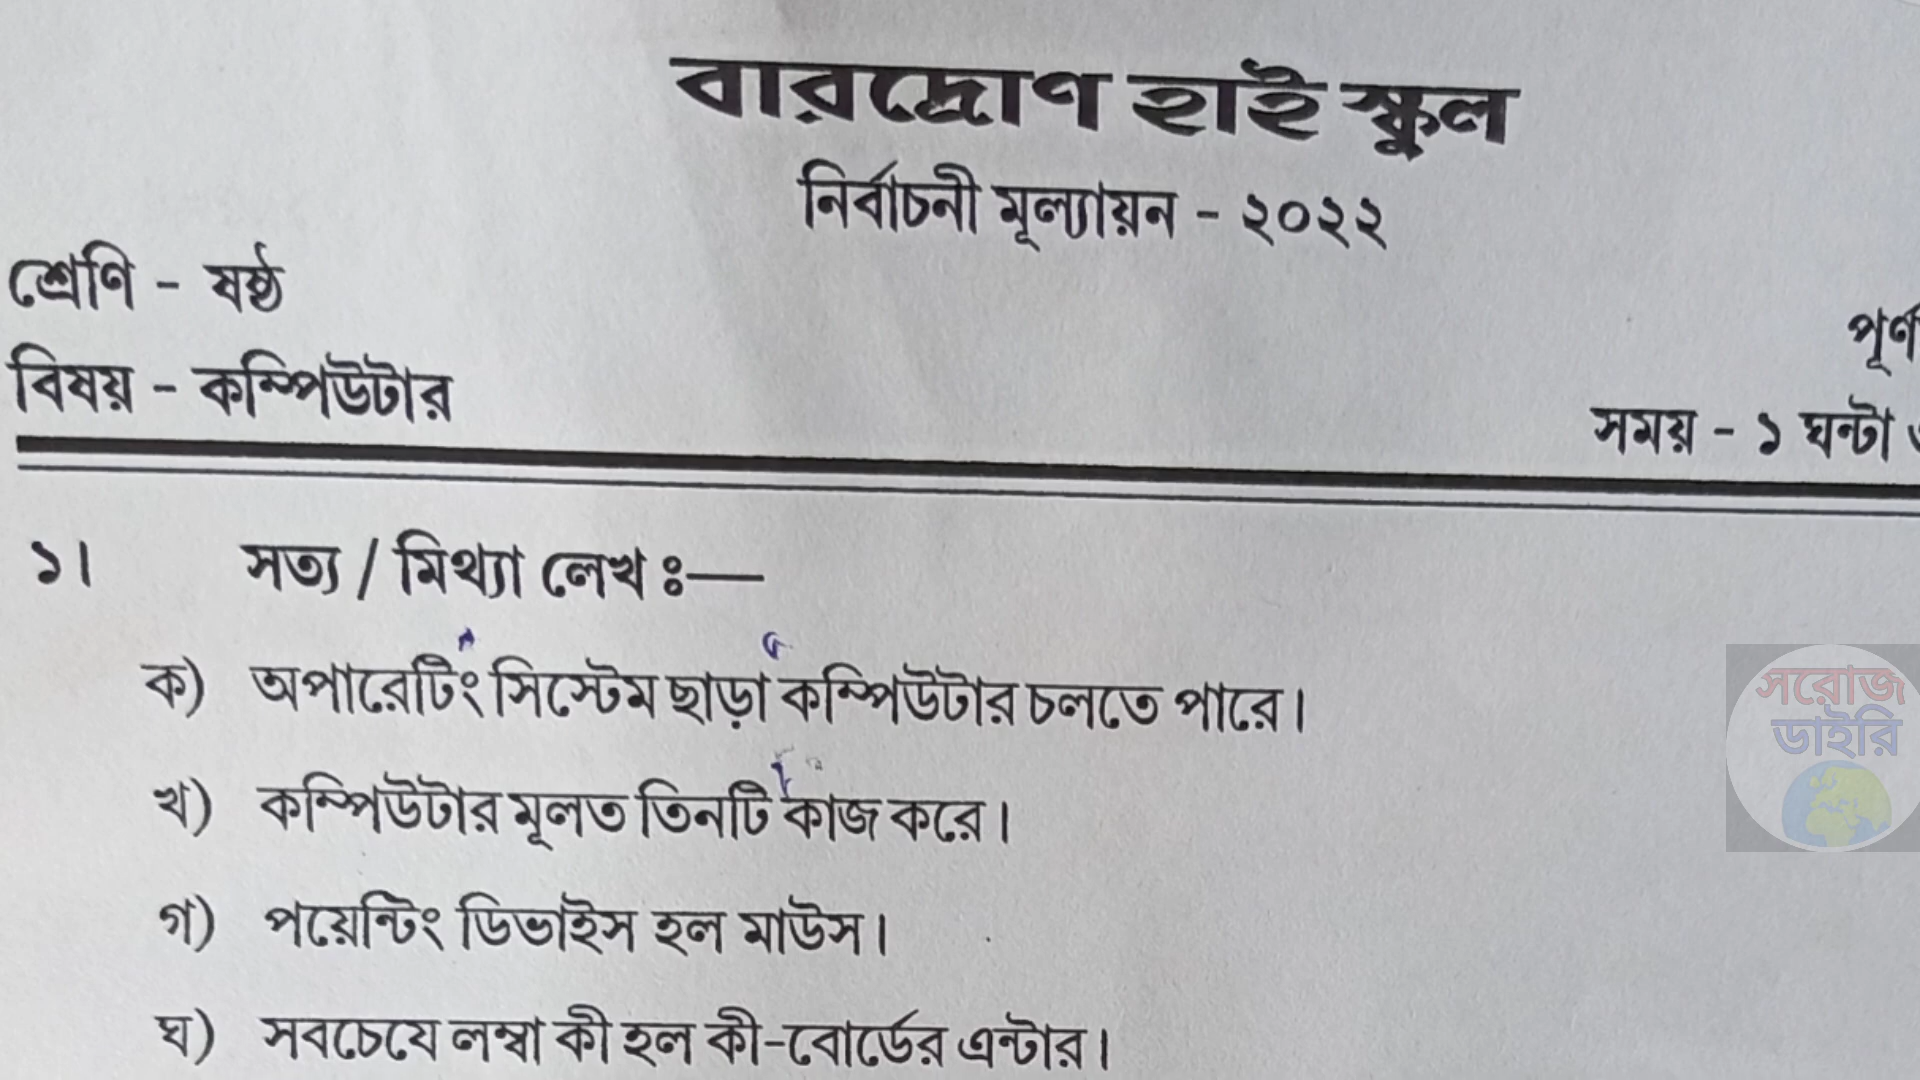 বারদ্রোণ হাই স্কুল
নির্বাচনী মূল্যায়ন - ২০২২
শ্রেণি - ষষ্ঠ
পূর্ণ
বিষয় - কম্পিউটার
সময় - ১ ঘন্টা
১। সত্য / মিথ্যা লেখ ঃ—
ক) অপারেটিং সিস্টেম ছাড়া কম্পিউটার চলতে পারে।
সরোজ
ডাইরি
খ) কম্পিউটার মূলত তিনটি কাজ করে।
গ) পয়েন্টিং ডিভাইস হল মাউস।
ঘ) সবচেযে লম্বা কী হল কী-বোর্ডের এন্টার।